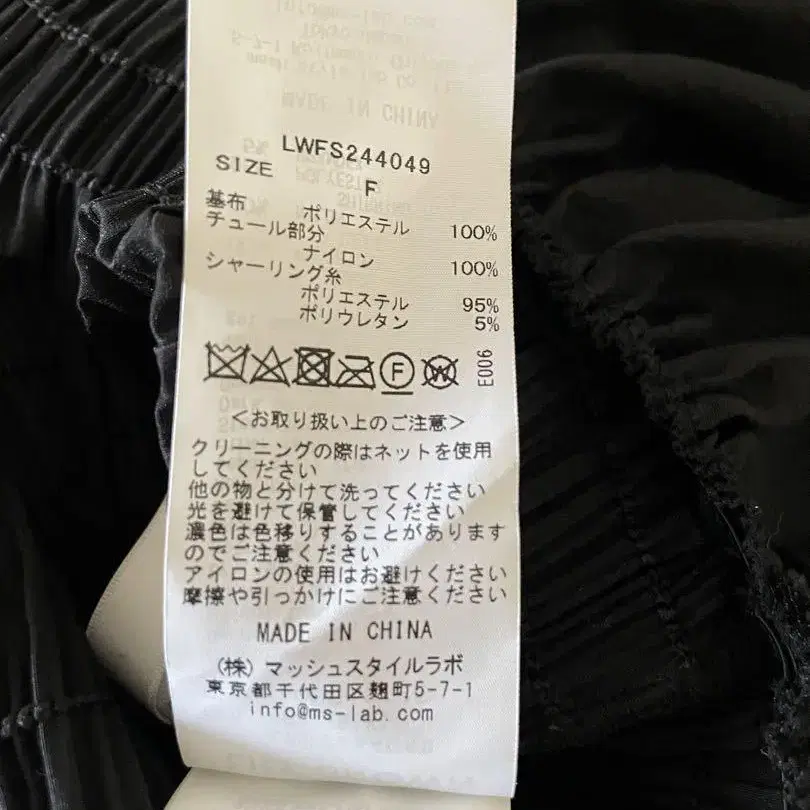 MADE IN CHINA
LWFS244049
SIZE F
基布
ポリエステル 100%
チュール部分
ナイロン 100%
シャーリング糸
ポリエステル 95%
ポリウレタン 5%
F W E006
＜お取り扱い上のご注意＞
クリーニングの際はネットを使用
してください
他の物と分けて洗ってください
光を避けて保管してください
濃色は色移りすることがあります
のでご注意ください
アイロンの使用はお避けください
摩擦や引っかけにご注意ください
MADE IN CHINA
(株) マッシュスタイルラボ
東京都千代田区麹町5-7-1
info@ms-lab.com